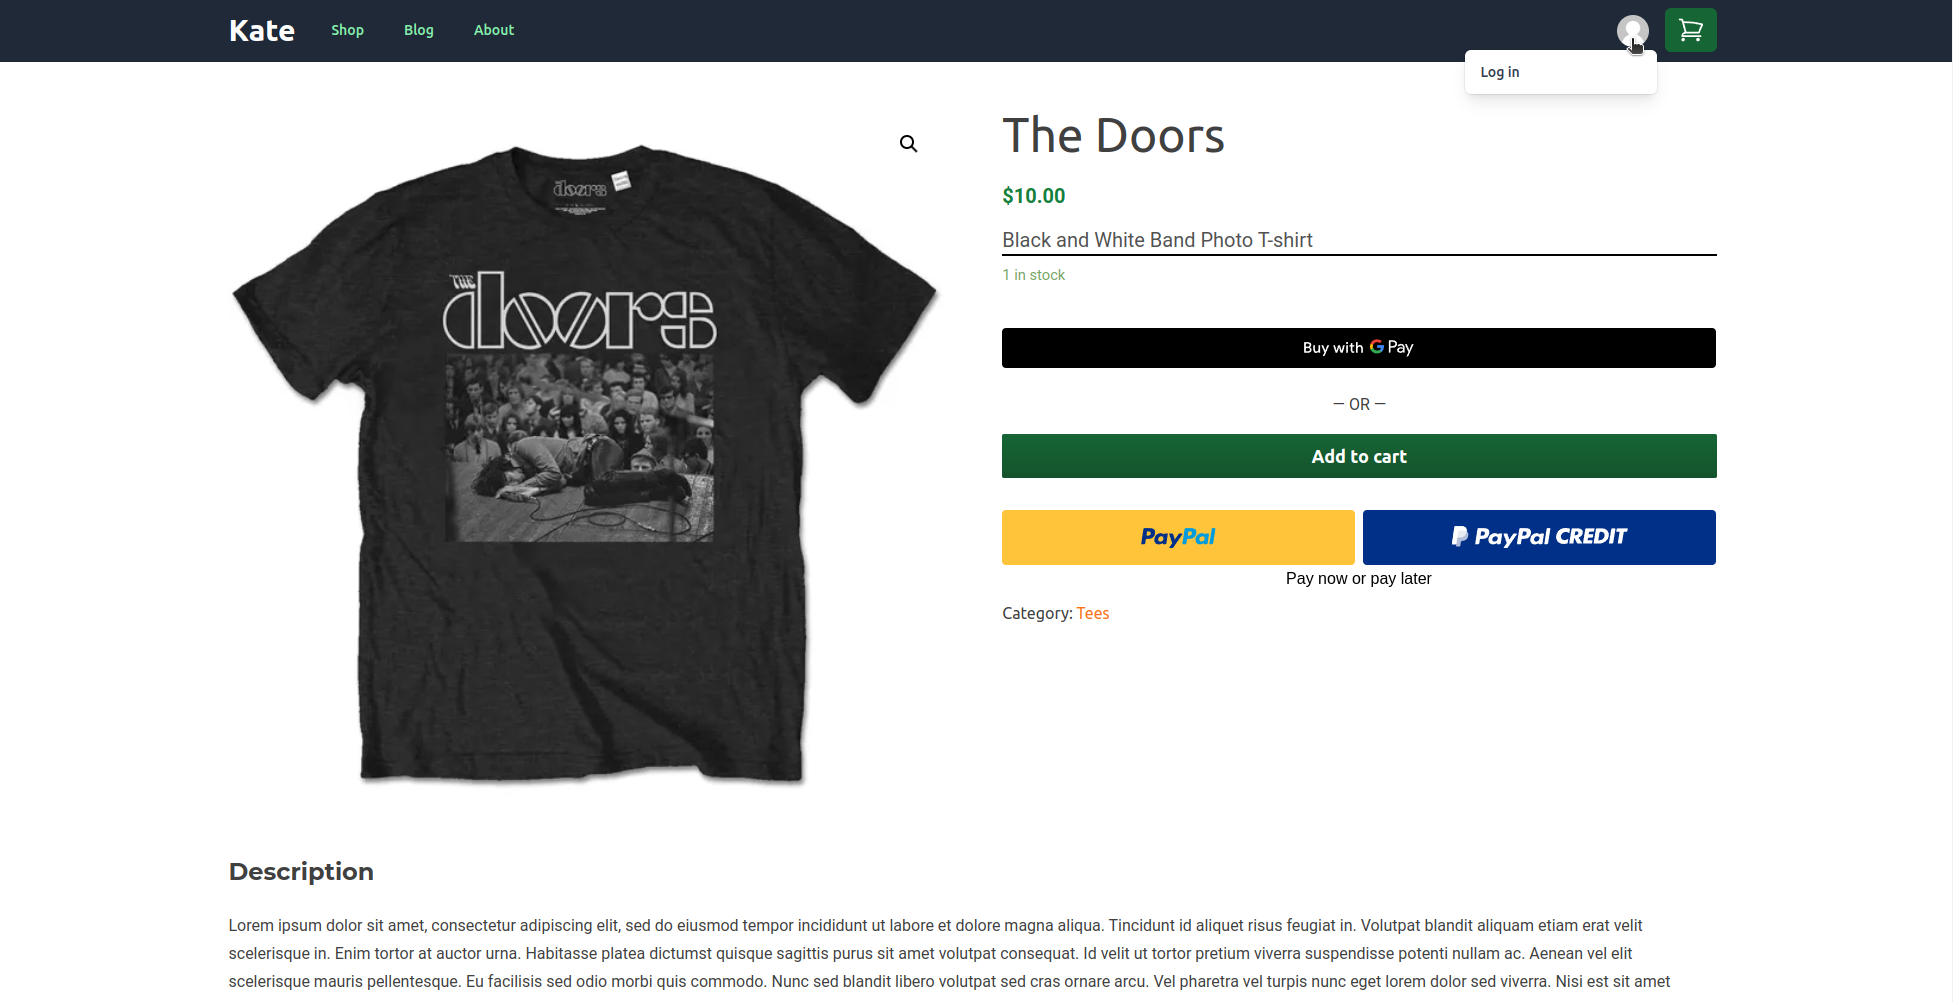 Kate
Shop
Blog
About
Log in
The Doors
$10.00
Black and White Band Photo T-shirt
1 in stock
Buy with G Pay
— OR —
Add to cart
PayPal
PayPal CREDIT
Pay now or pay later
Category: Tees
doors
THE
doors
Description
Lorem ipsum dolor sit amet, consectetur adipiscing elit, sed do eiusmod tempor incididunt ut labore et dolore magna aliqua. Tincidunt id aliquet risus feugiat in. Volutpat blandit aliquam etiam erat velit
scelerisque in. Enim tortor at auctor urna. Habitasse platea dictumst quisque sagittis purus sit amet volutpat consequat. Id velit ut tortor pretium viverra suspendisse potenti nullam ac. Aenean vel elit
scelerisque mauris pellentesque. Eu facilisis sed odio morbi quis commodo. Nunc sed blandit libero volutpat sed cras ornare arcu. Vel pharetra vel turpis nunc eget lorem dolor sed viverra. Nisi est sit amet